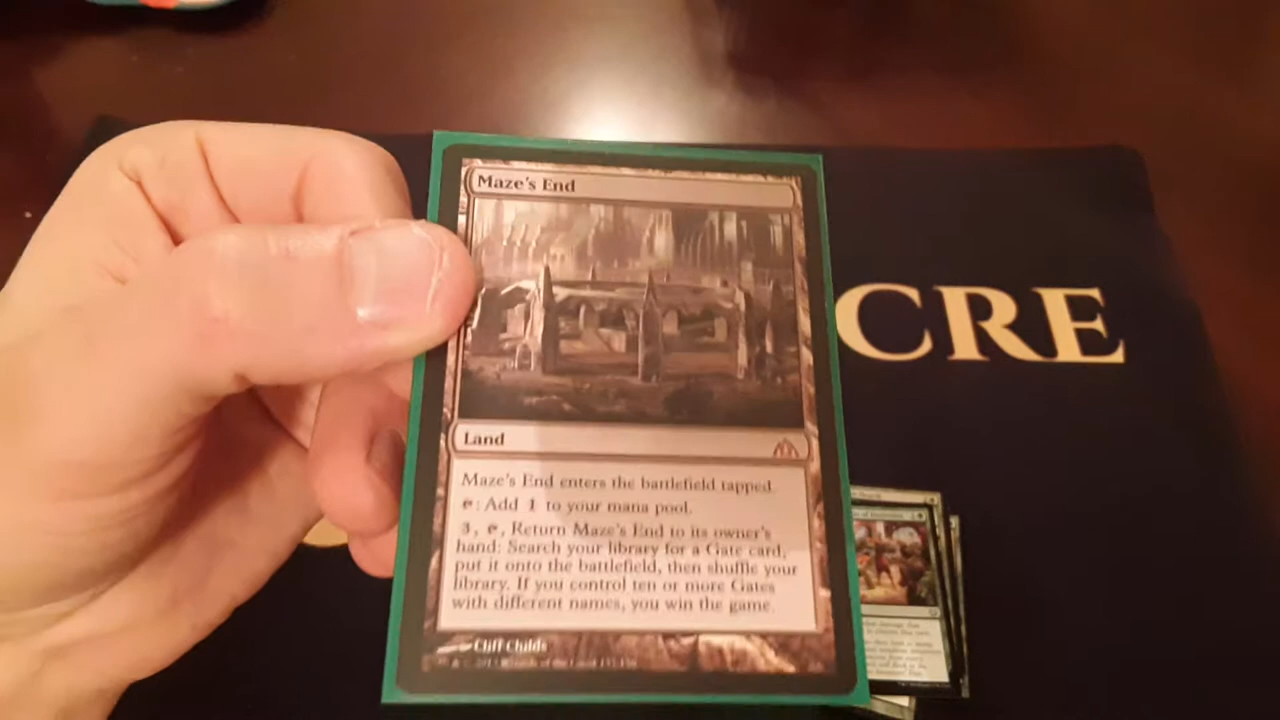 Maze's End
CRE
Land
Maze's End enters the battlefield tapped.
: Add 1 to your mana pool.
3, , Return Maze's End to its owner's
hand: Search your library for a Gate card,
put it onto the battlefield, then shuffle your
library. If you control ten or more Gates
with different names, you win the game.
Cliff Childs